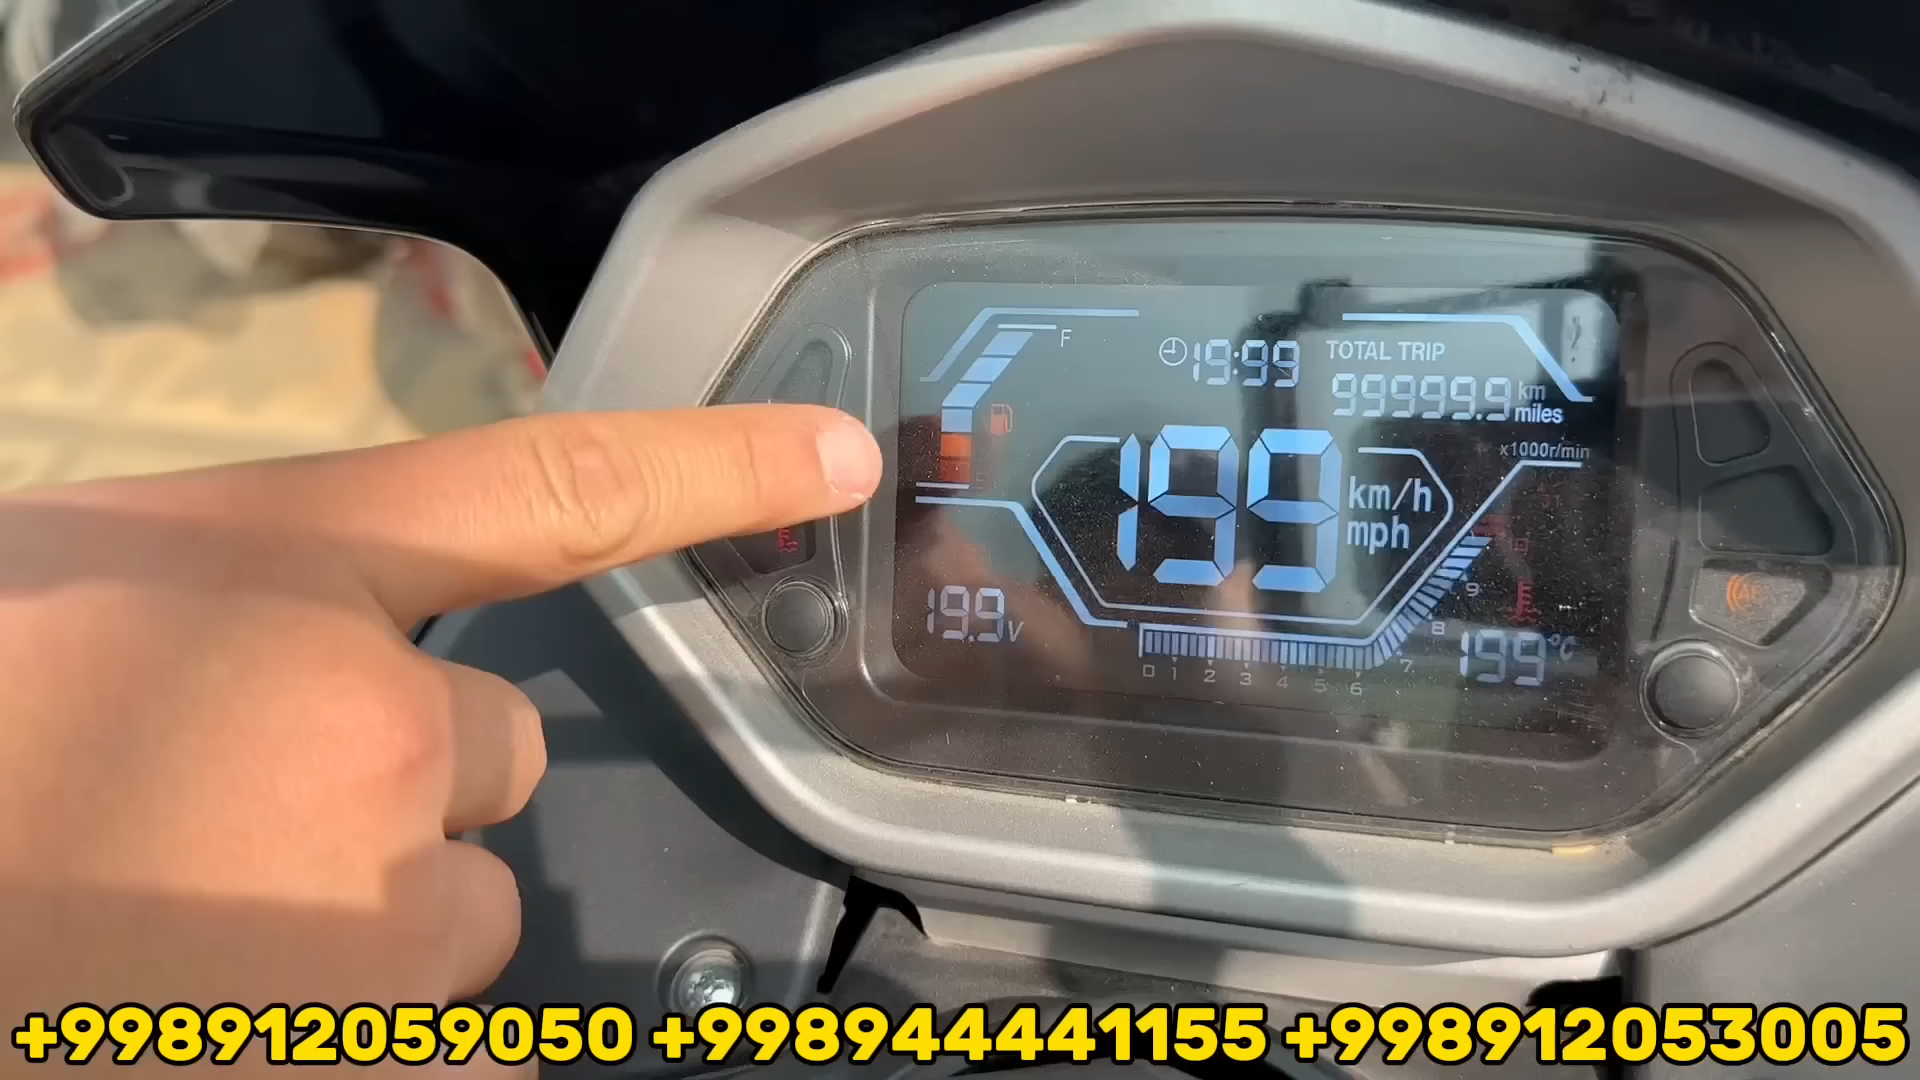 F
19:99
TOTAL TRIP
99999.9 km
miles
x1000r/min
199 km/h
mph
19.9 V
199 °C
0 1 2 3 4 5 6 7 8 9
+998912059050 +998944441155 +998912053005